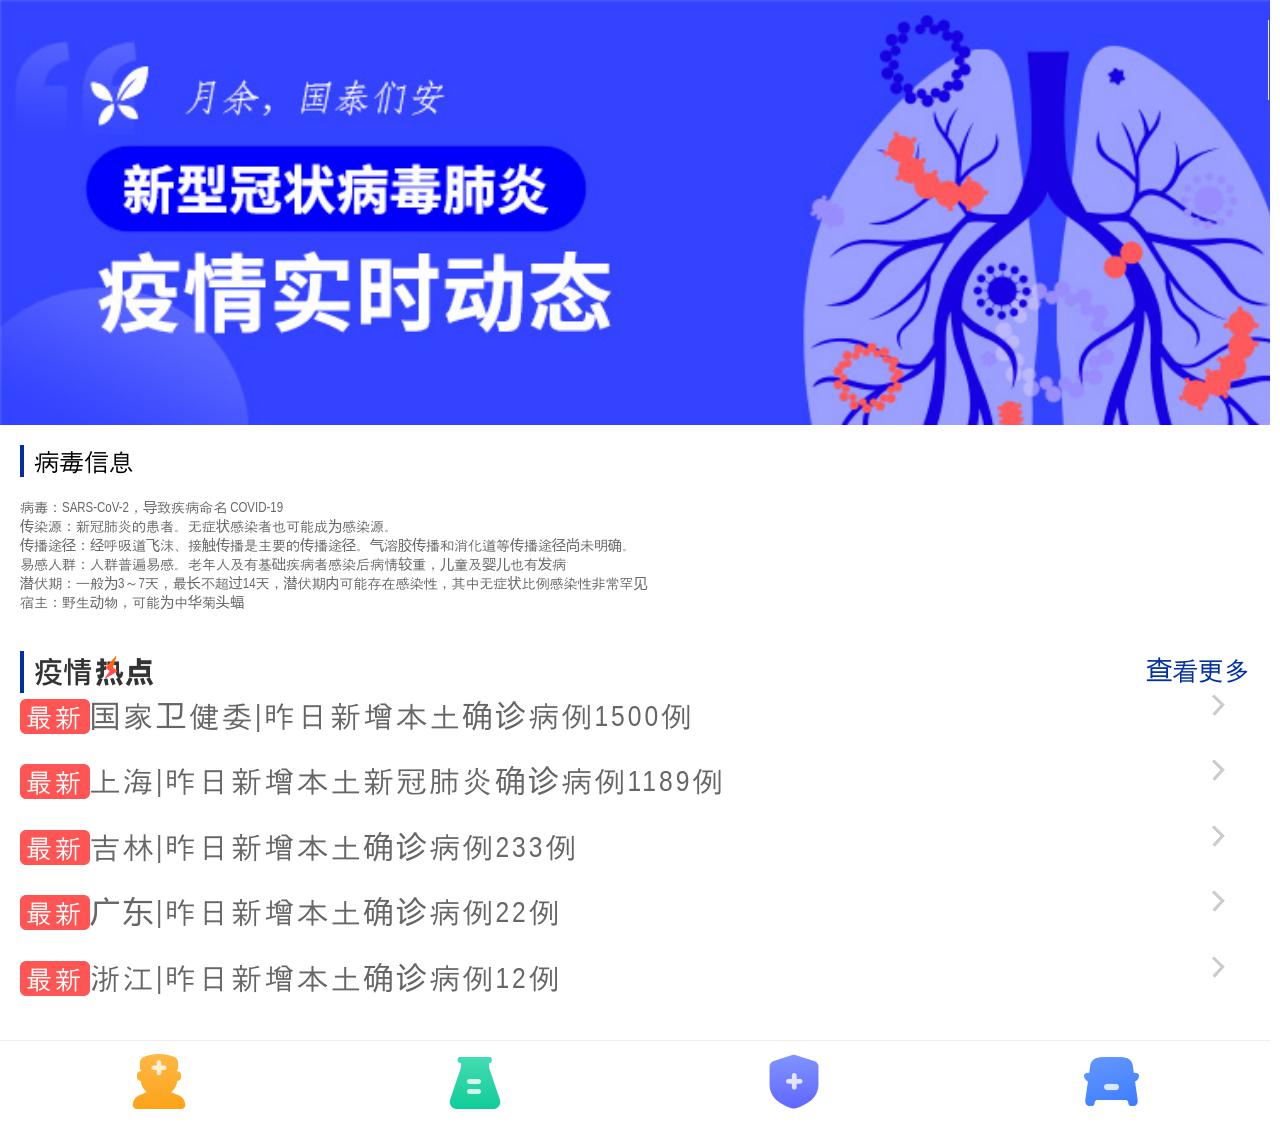 月余，国泰们安
新型冠状病毒肺炎
疫情实时动态
病毒信息
病毒：SARS-CoV-2，导致疾病命名 COVID-19
传染源：新冠肺炎的患者。无症状感染者也可能成为感染源。
传播途径：经呼吸道飞沫、接触传播是主要的传播途径。气溶胶传播和消化道等传播途径尚未明确。
易感人群：人群普遍易感。老年人及有基础疾病者感染后病情较重，儿童及婴儿也有发病
潜伏期：一般为3～7天，最长不超过14天，潜伏期内可能存在感染性，其中无症状比例感染性非常罕见
宿主：野生动物，可能为中华菊头蝠
疫情热点
查看更多
最新国家卫健委|昨日新增本土确诊病例1500例
最新上海|昨日新增本土新冠肺炎确诊病例1189例
最新吉林|昨日新增本土确诊病例233例
最新广东|昨日新增本土确诊病例22例
最新浙江|昨日新增本土确诊病例12例